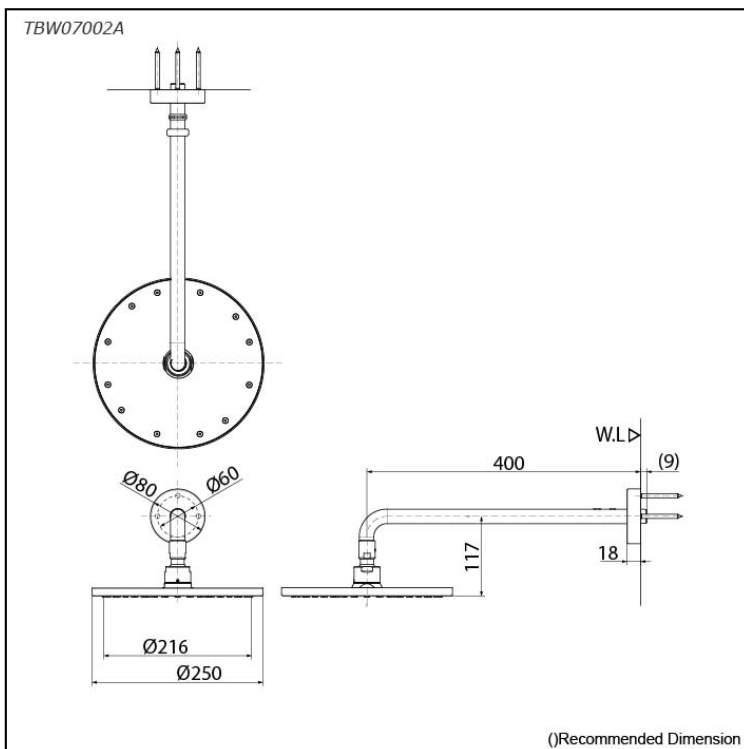 TBW07002A
W.L
400
(9)
Ø80
Ø60
117
18
Ø216
Ø250
()Recommended Dimension